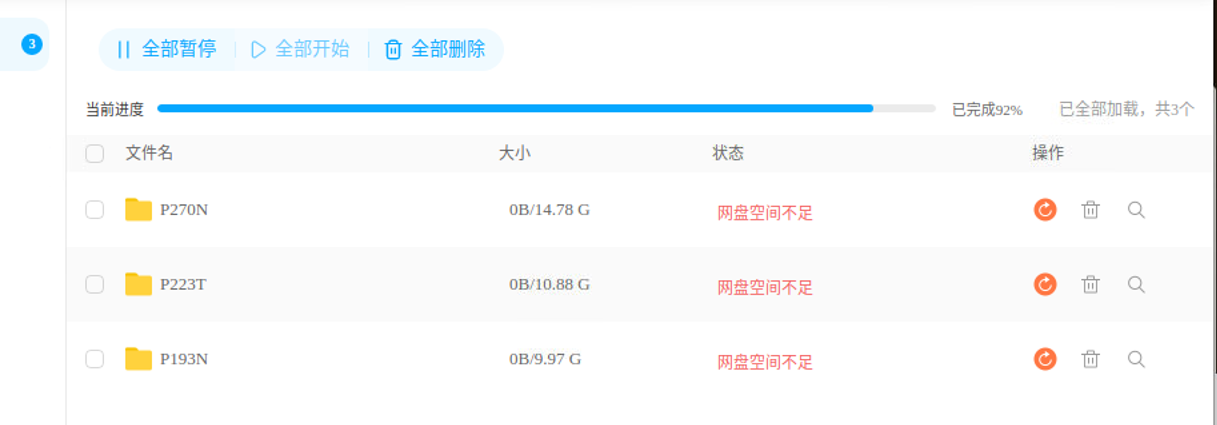 3
全部暂停 全部开始 全部删除
当前进度 已完成92% 已全部加载，共3个
文件名 大小 状态 操作
P270N 0B/14.78 G 网盘空间不足
P223T 0B/10.88 G 网盘空间不足
P193N 0B/9.97 G 网盘空间不足